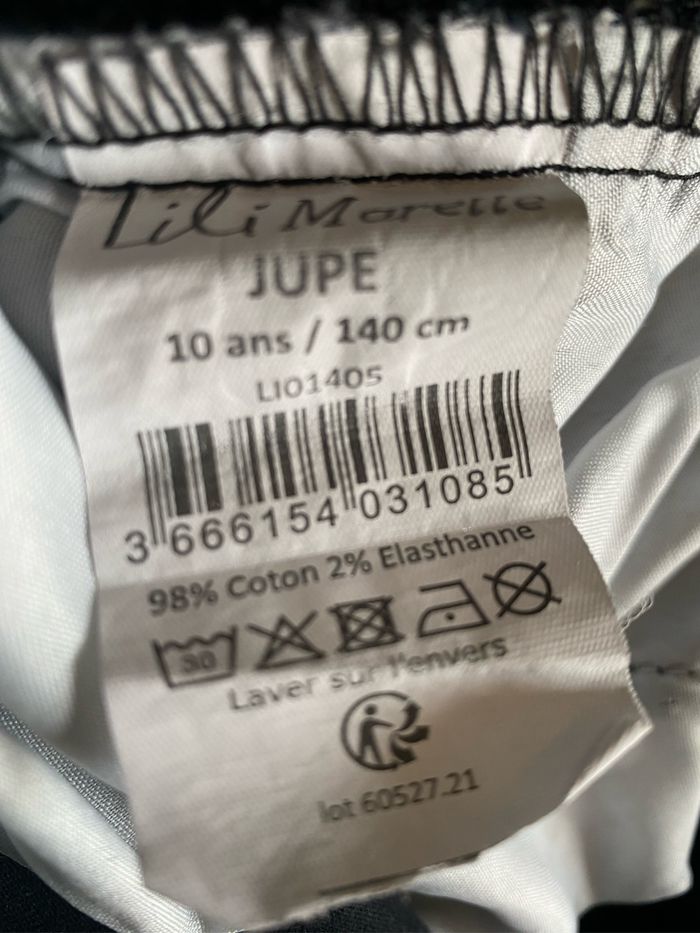 Lili Morelle
JUPE
10 ans / 140 cm
LI01405
3 666154 031085
98% Coton 2% Elasthanne
30
Laver sur l'envers
lot 60527.21